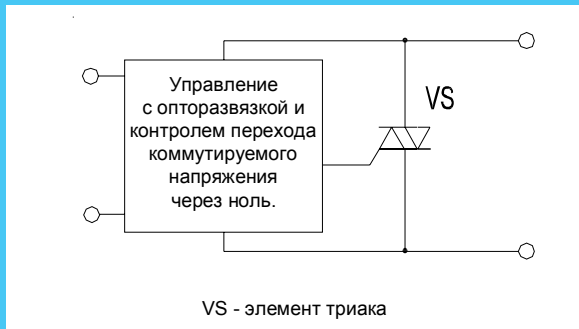 Управление
с опторазвязкой и
контролем перехода
коммутируемого
напряжения
через ноль.
VS
VS - элемент триака